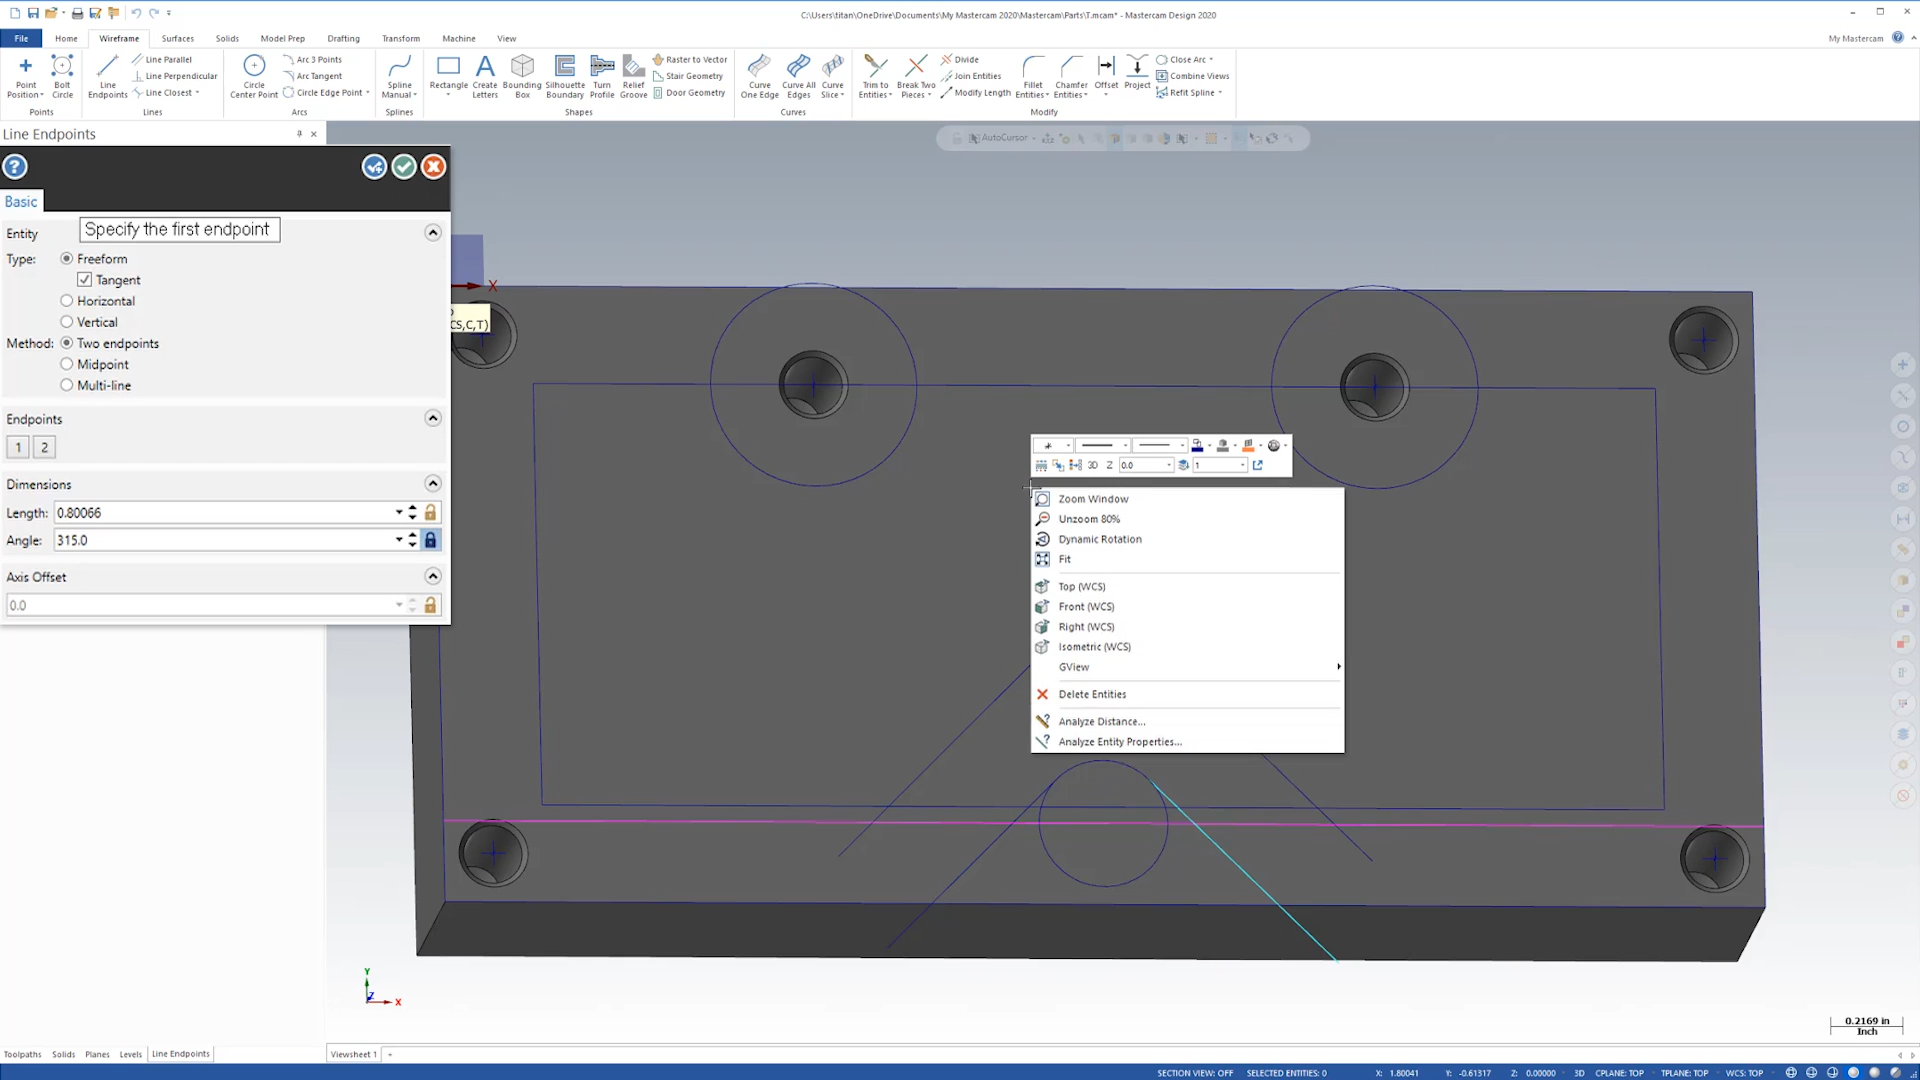 C:\Users\titan\OneDrive\Documents\My Mastercam 2020\Mastercam\Parts\T.mcam* - Mastercam Design 2020
File Home Wireframe Surfaces Solids Model Prep Drafting Transform Machine View My Mastercam
Point Position
Bolt Circle
Points
Line Endpoints
Line Parallel
Line Perpendicular
Line Closest
Lines
Circle Center Point
Arc 3 Points
Arc Tangent
Circle Edge Point
Arcs
Spline Manual
Splines
Rectangle
Create Letters
Bounding Box
Silhouette Boundary
Turn Profile
Relief Groove
Raster to Vector
Stair Geometry
Door Geometry
Shapes
Curve One Edge
Curve All Edges
Curve Slice
Curves
Trim to Entities
Break Two Pieces
Divide
Join Entities
Modify Length
Fillet Entities
Chamfer Entities
Offset
Project
Close Arc
Combine Views
Refit Spline
Modify
Line Endpoints
AutoCursor
Basic
Entity
Specify the first endpoint
Type:
Freeform
Tangent
Horizontal
Vertical
Method:
Two endpoints
Midpoint
Multi-line
Endpoints
1 2
Dimensions
Length: 0.80066
Angle: 315.0
Axis Offset
0.0
X
CS,C,T)
3D Z 0.0 1
Zoom Window
Unzoom 80%
Dynamic Rotation
Fit
Top (WCS)
Front (WCS)
Right (WCS)
Isometric (WCS)
GView
Delete Entities
Analyze Distance...
Analyze Entity Properties...
Y
Z
X
0.2169 in
Inch
Toolpaths Solids Planes Levels Line Endpoints
Viewsheet 1
SECTION VIEW: OFF SELECTED ENTITIES: 0 X: 1.80041 Y: -0.61317 Z: 0.00000 3D CPLANE: TOP TPLANE: TOP WCS: TOP